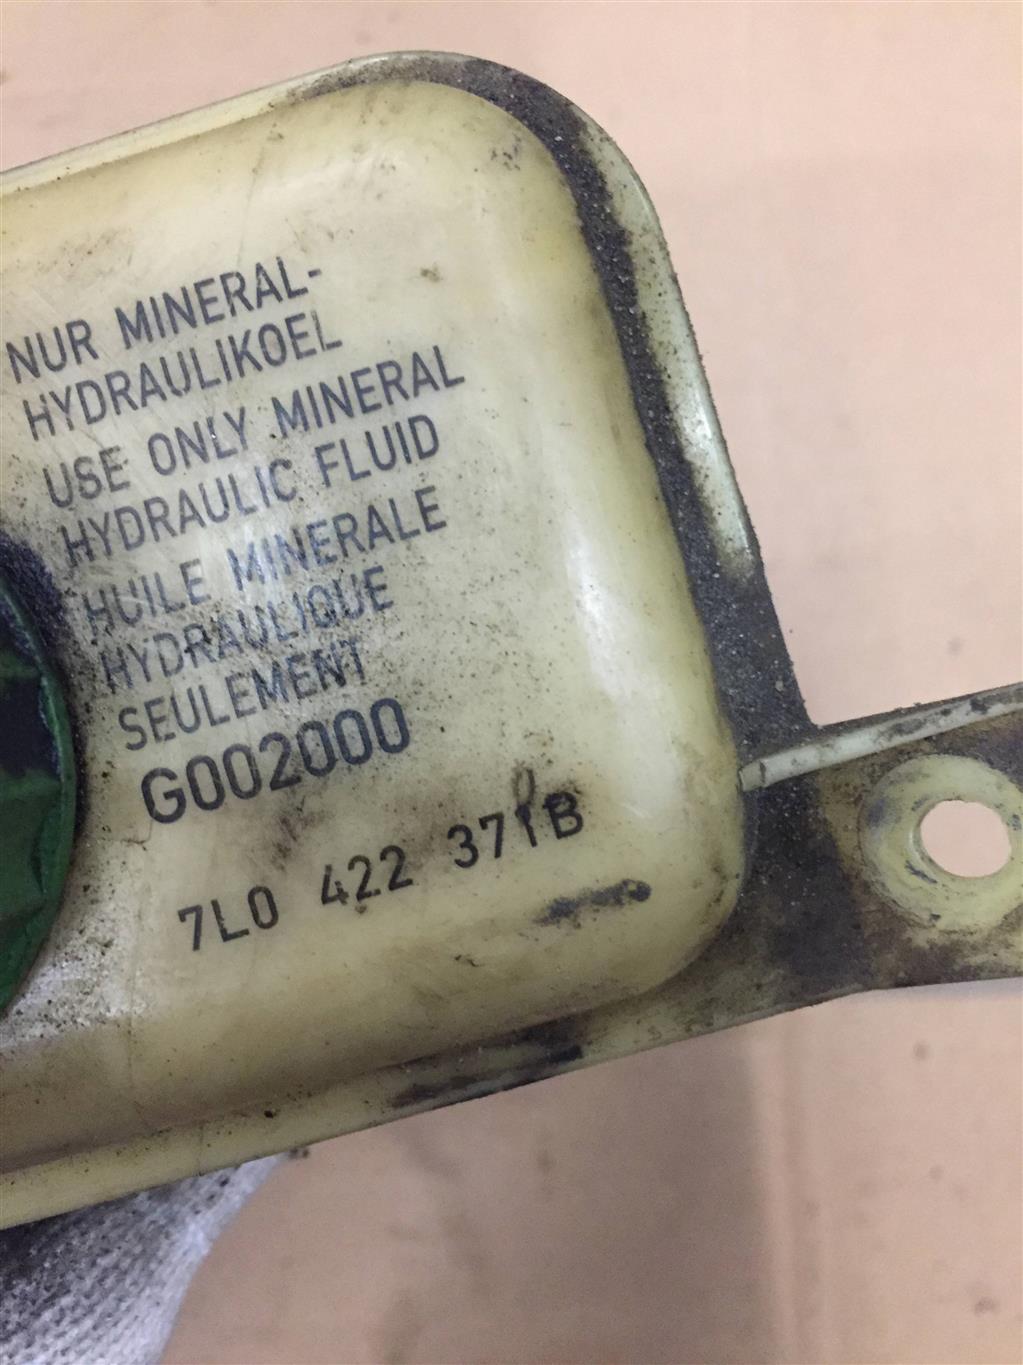 NUR MINERAL-
HYDRAULIKOEL
USE ONLY MINERAL
HYDRAULIC FLUID
HUILE MINERALE
HYDRAULIQUE
SEULEMENT
G002000
7L0 422 371B